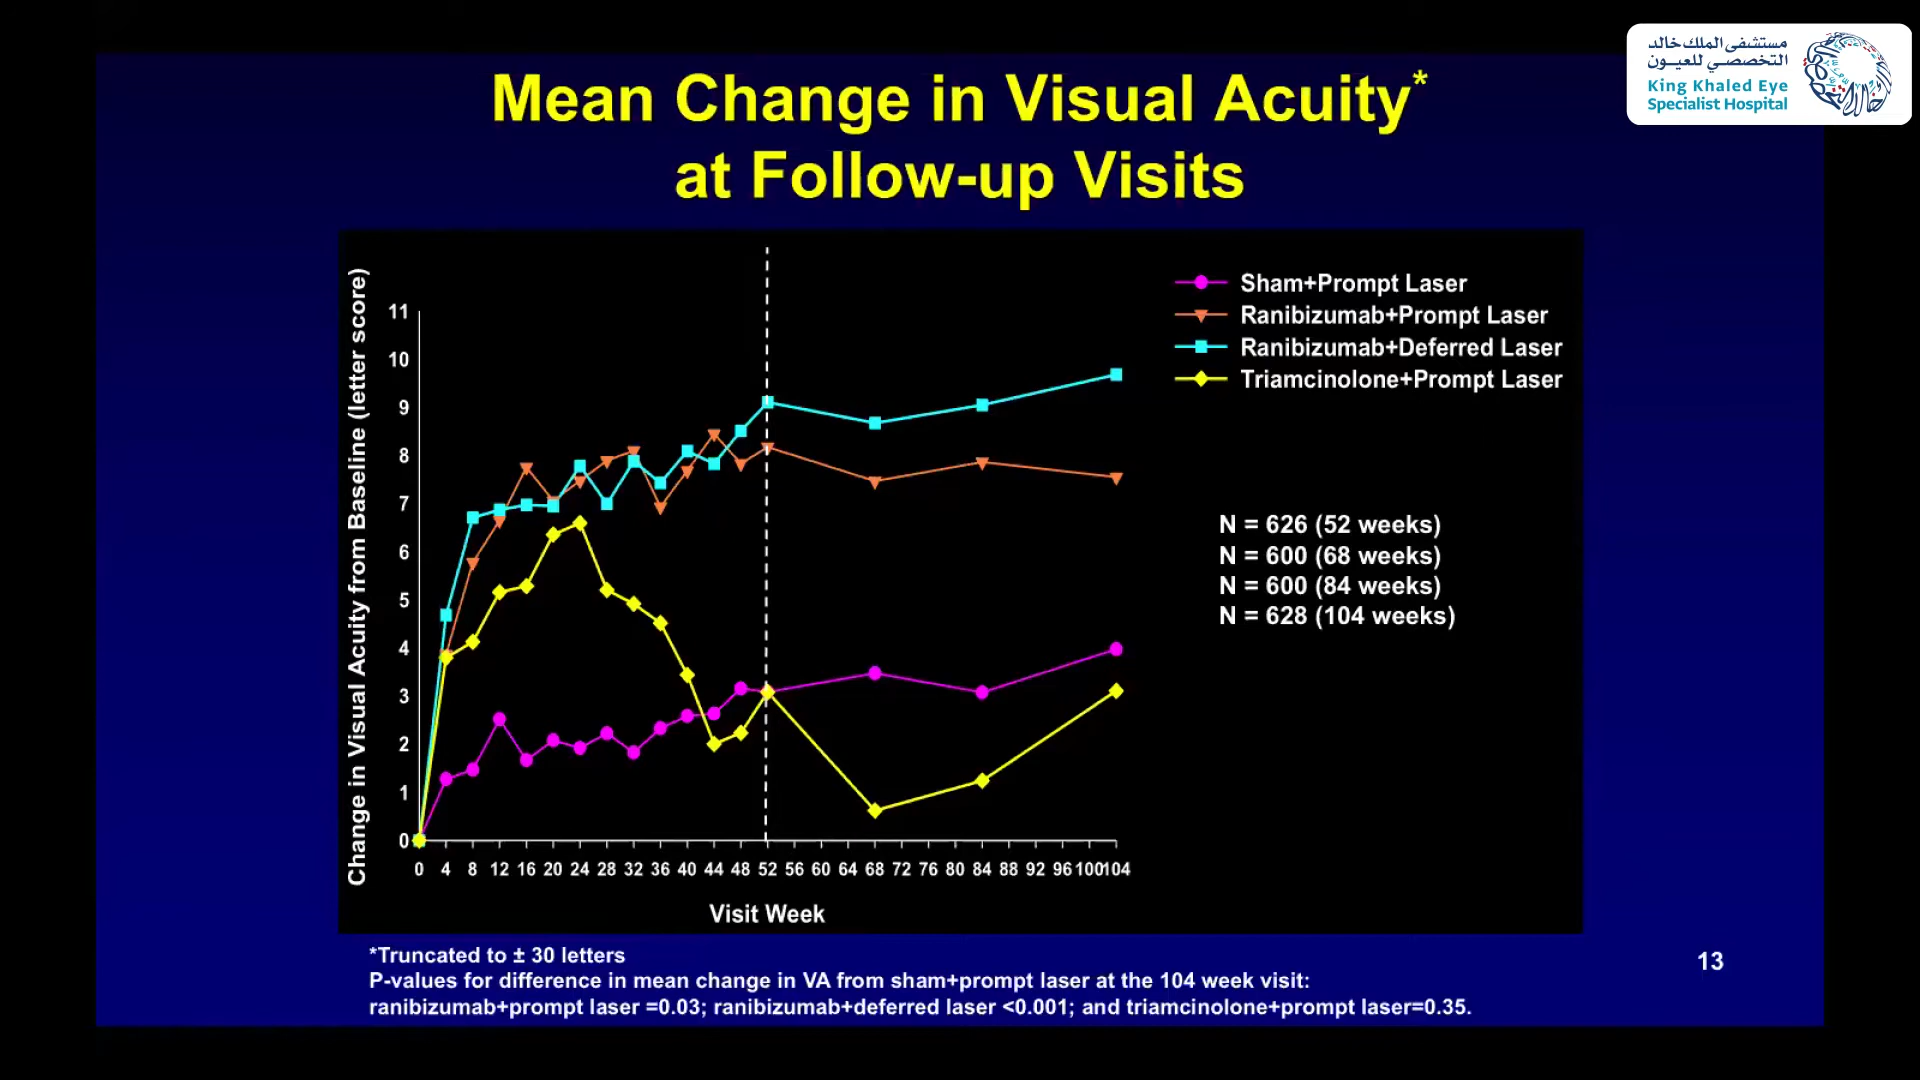 مستشفى الملك خالد
التخصصي للعيون
King Khaled Eye
Specialist Hospital
Mean Change in Visual Acuity*
at Follow-up Visits
Change in Visual Acuity from Baseline (letter score)
11
10
9
8
7
6
5
4
3
2
1
0
0 4 8 12 16 20 24 28 32 36 40 44 48 52 56 60 64 68 72 76 80 84 88 92 96 100 104
Visit Week
Sham+Prompt Laser
Ranibizumab+Prompt Laser
Ranibizumab+Deferred Laser
Triamcinolone+Prompt Laser
N = 626 (52 weeks)
N = 600 (68 weeks)
N = 600 (84 weeks)
N = 628 (104 weeks)
*Truncated to ± 30 letters
P-values for difference in mean change in VA from sham+prompt laser at the 104 week visit:
ranibizumab+prompt laser =0.03; ranibizumab+deferred laser <0.001; and triamcinolone+prompt laser=0.35.
13